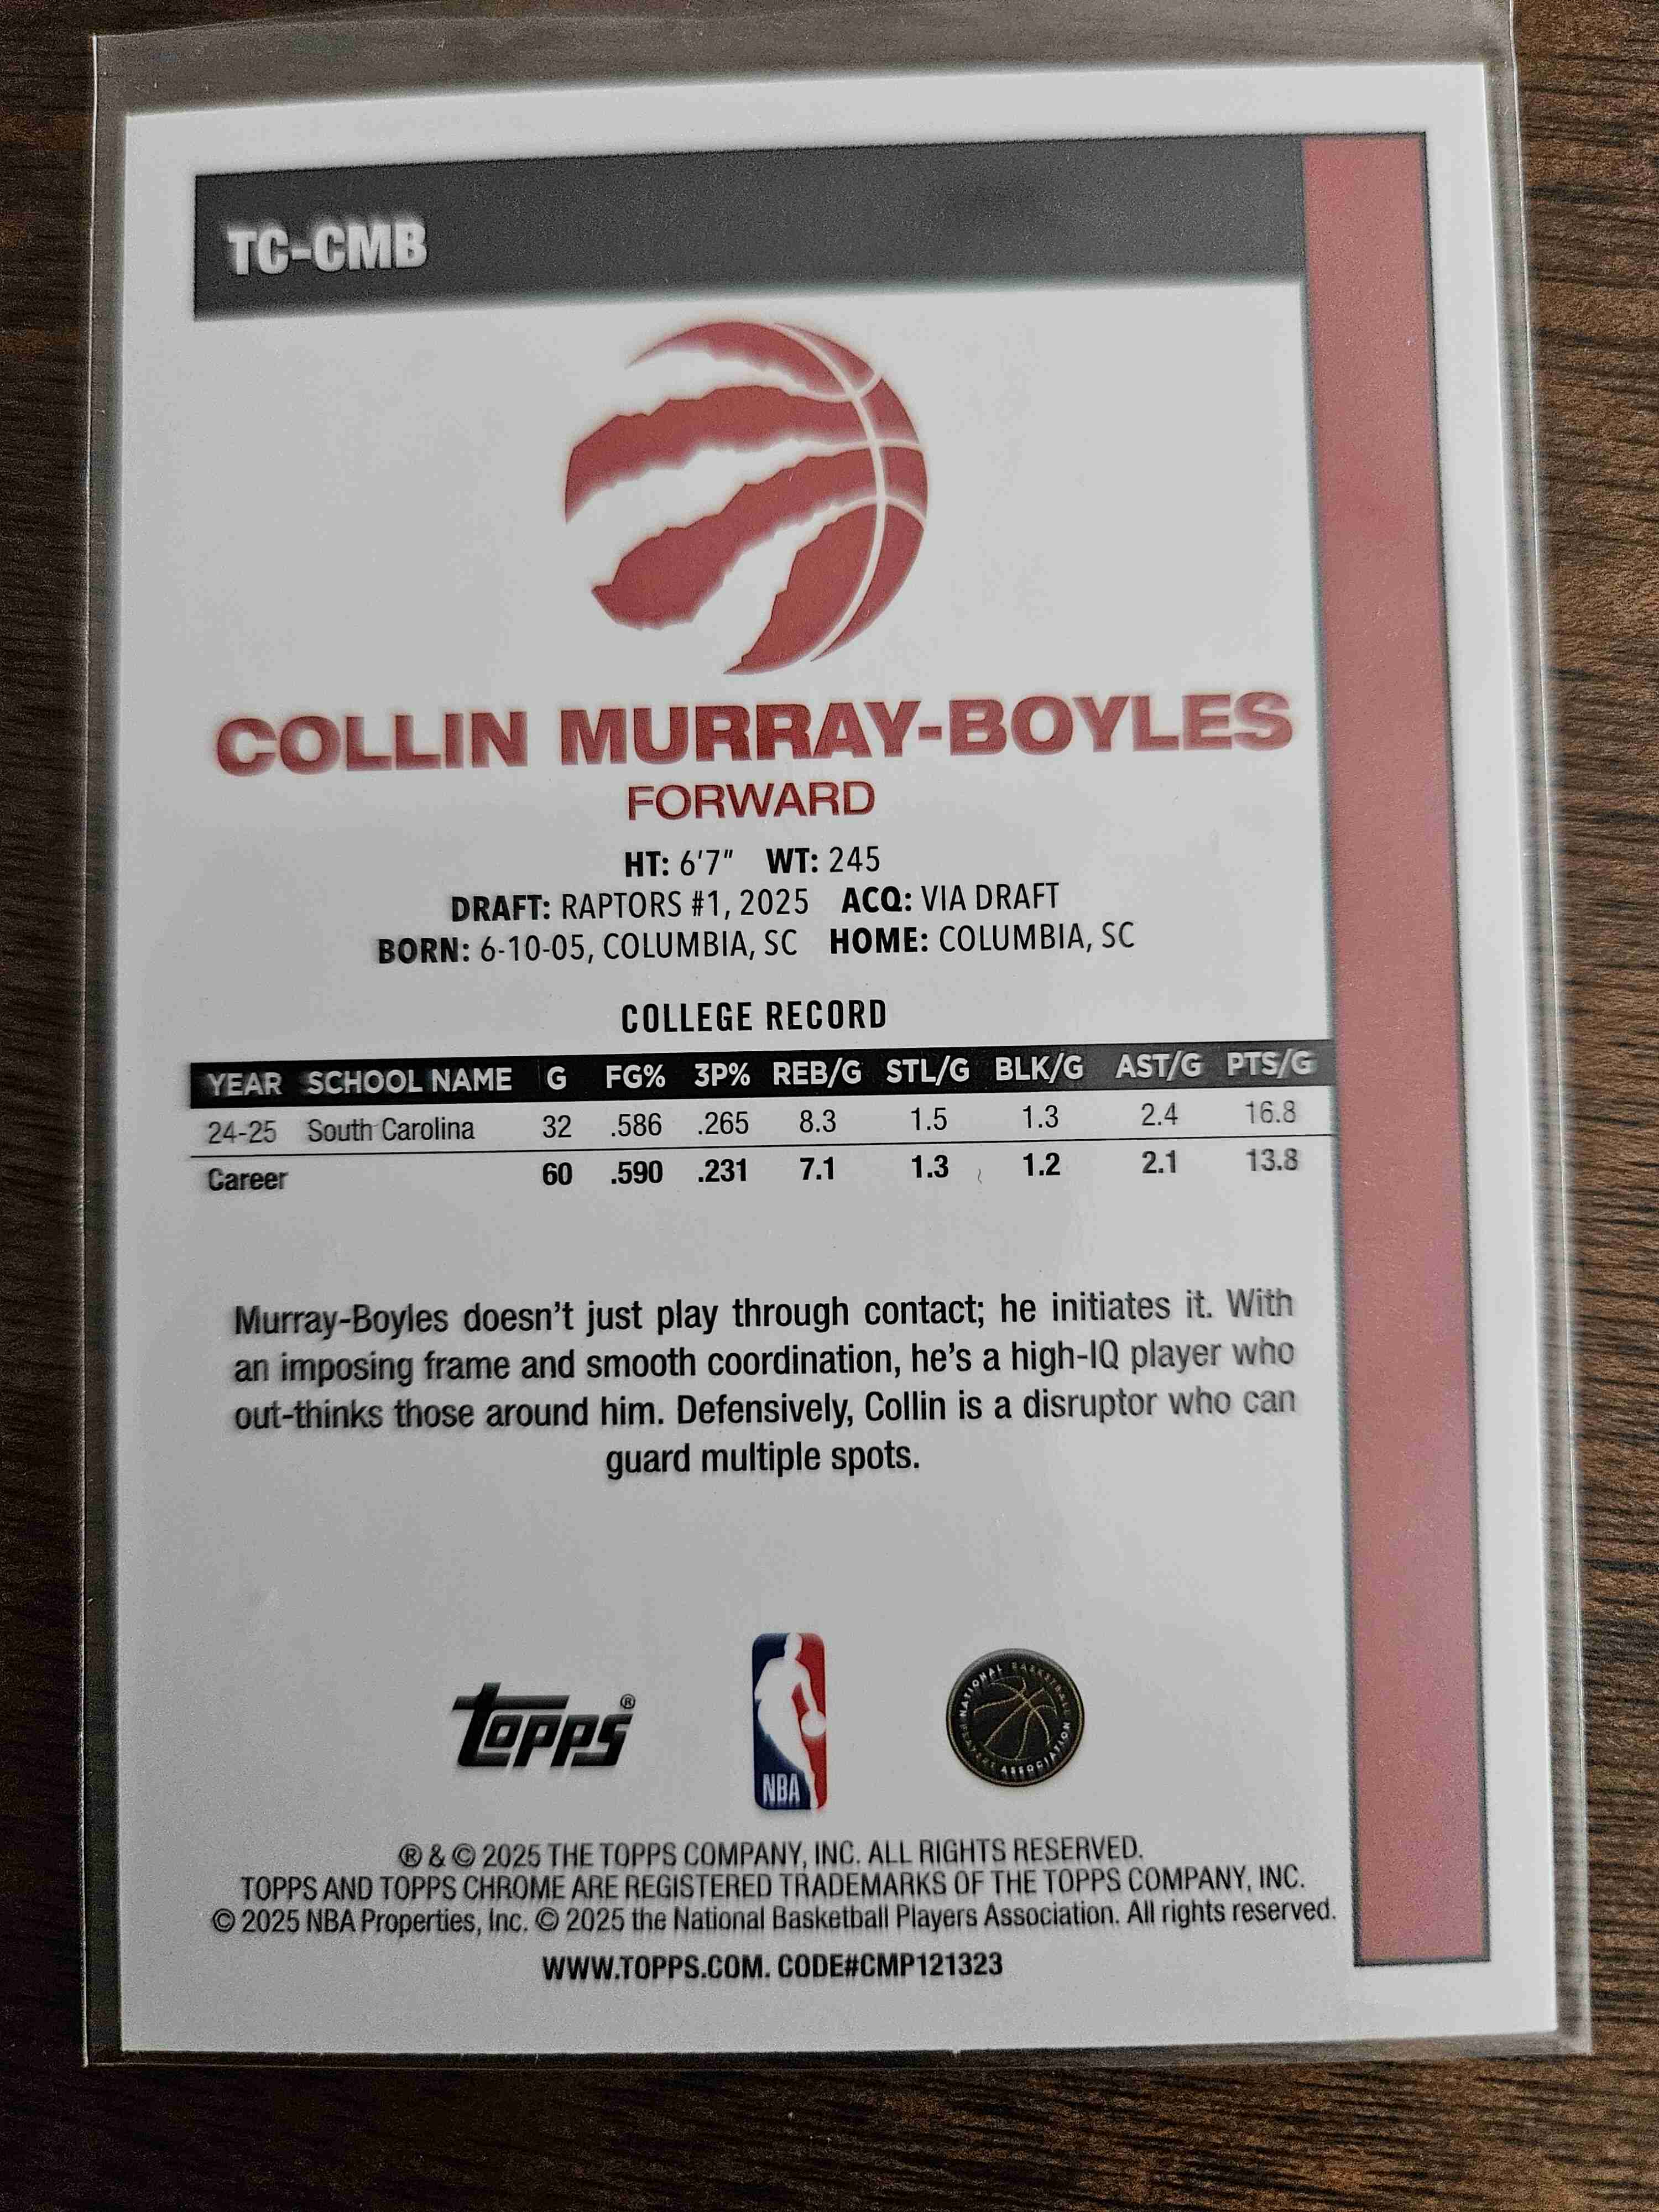 TC-CMB
COLLIN MURRAY-BOYLES
FORWARD
HT: 6'7" WT: 245
DRAFT: RAPTORS #1, 2025 ACQ: VIA DRAFT
BORN: 6-10-05, COLUMBIA, SC HOME: COLUMBIA, SC
COLLEGE RECORD
YEAR SCHOOL NAME G FG% 3P% REB/G STL/G BLK/G AST/G PTS/G
24-25 South Carolina 32 .586 .265 8.3 1.5 1.3 2.4 16.8
Career 60 .590 .231 7.1 1.3 1.2 2.1 13.8
Murray-Boyles doesn't just play through contact; he initiates it. With
an imposing frame and smooth coordination, he's a high-IQ player who
out-thinks those around him. Defensively, Collin is a disruptor who can
guard multiple spots.
topps®
NBA
NATIONAL BASKETBALL PLAYERS ASSOCIATION
® & © 2025 THE TOPPS COMPANY, INC. ALL RIGHTS RESERVED.
TOPPS AND TOPPS CHROME ARE REGISTERED TRADEMARKS OF THE TOPPS COMPANY, INC.
© 2025 NBA Properties, Inc. © 2025 the National Basketball Players Association. All rights reserved.
WWW.TOPPS.COM. CODE#CMP121323